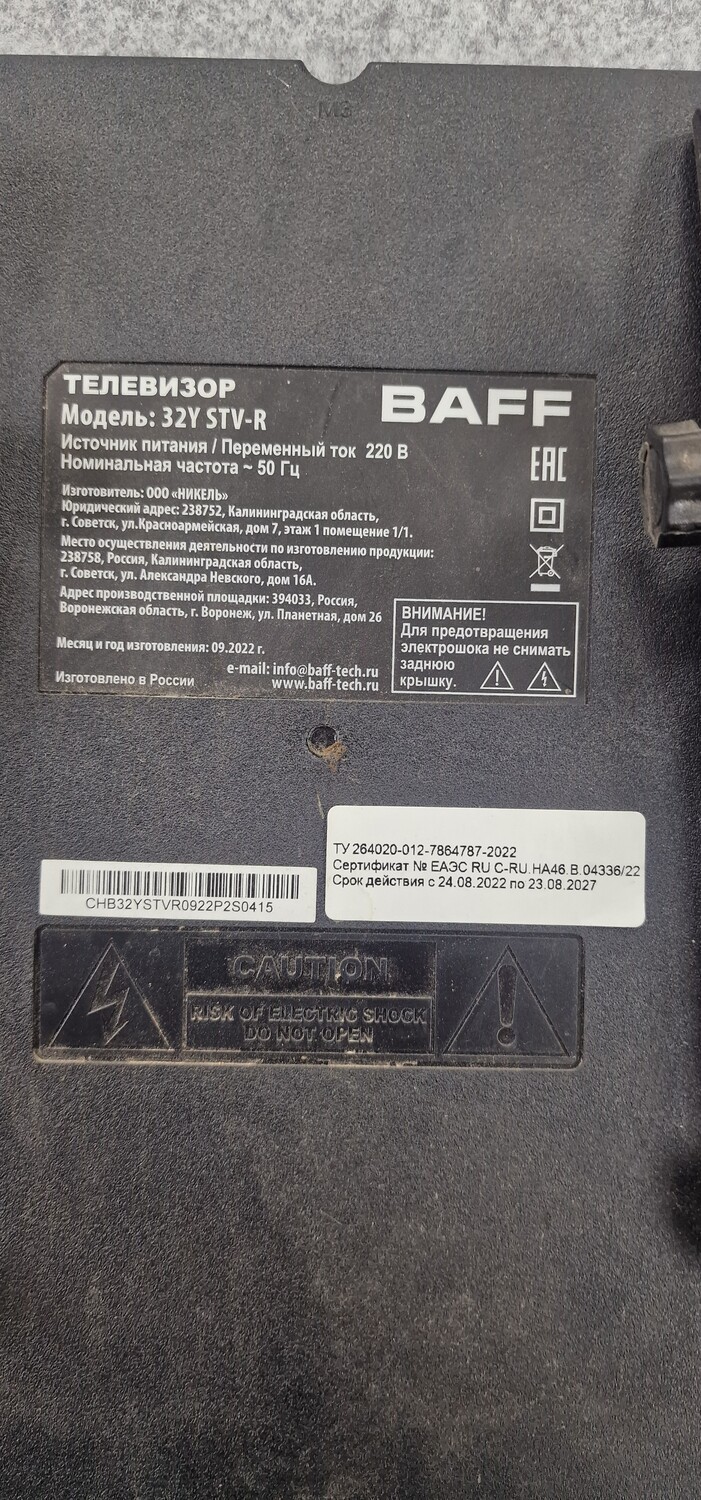 M3
ТЕЛЕВИЗОР
BAFF
Модель: 32Y STV-R
Источник питания / Переменный ток 220 В
Номинальная частота ~ 50 Гц
EAC
Изготовитель: ООО «НИКЕЛЬ»
Юридический адрес: 238752, Калининградская область,
г. Советск, ул.Красноармейская, дом 7, этаж 1 помещение 1/1.
Место осуществления деятельности по изготовлению продукции:
238758, Россия, Калининградская область,
г. Советск, ул. Александра Невского, дом 16А.
Адрес производственной площадки: 394033, Россия,
Воронежская область, г. Воронеж, ул. Планетная, дом 26
Месяц и год изготовления: 09.2022 г.
Изготовлено в России
e-mail: info@baff-tech.ru
www.baff-tech.ru
ВНИМАНИЕ!
Для предотвращения
электрошока не снимать
заднюю
крышку.
ТУ 264020-012-7864787-2022
Сертификат № ЕАЭС RU C-RU.НА46.В.04336/22
Срок действия с 24.08.2022 по 23.08.2027
CHB32YSTVR0922P2S0415
CAUTION
RISK OF ELECTRIC SHOCK
DO NOT OPEN